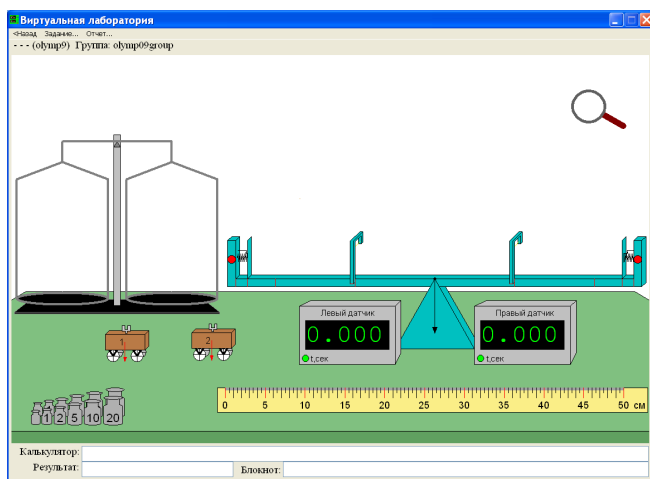 Виртуальная лаборатория
<Назад Задание... Отчет...
- - - (olymp9) Группа: olymp09group
Левый датчик
0.000
t,сек
Правый датчик
0.000
t,сек
1
2
1 2 5 10 20
0 5 10 15 20 25 30 35 40 45 50 см
Калькулятор:
Результат: Блокнот: